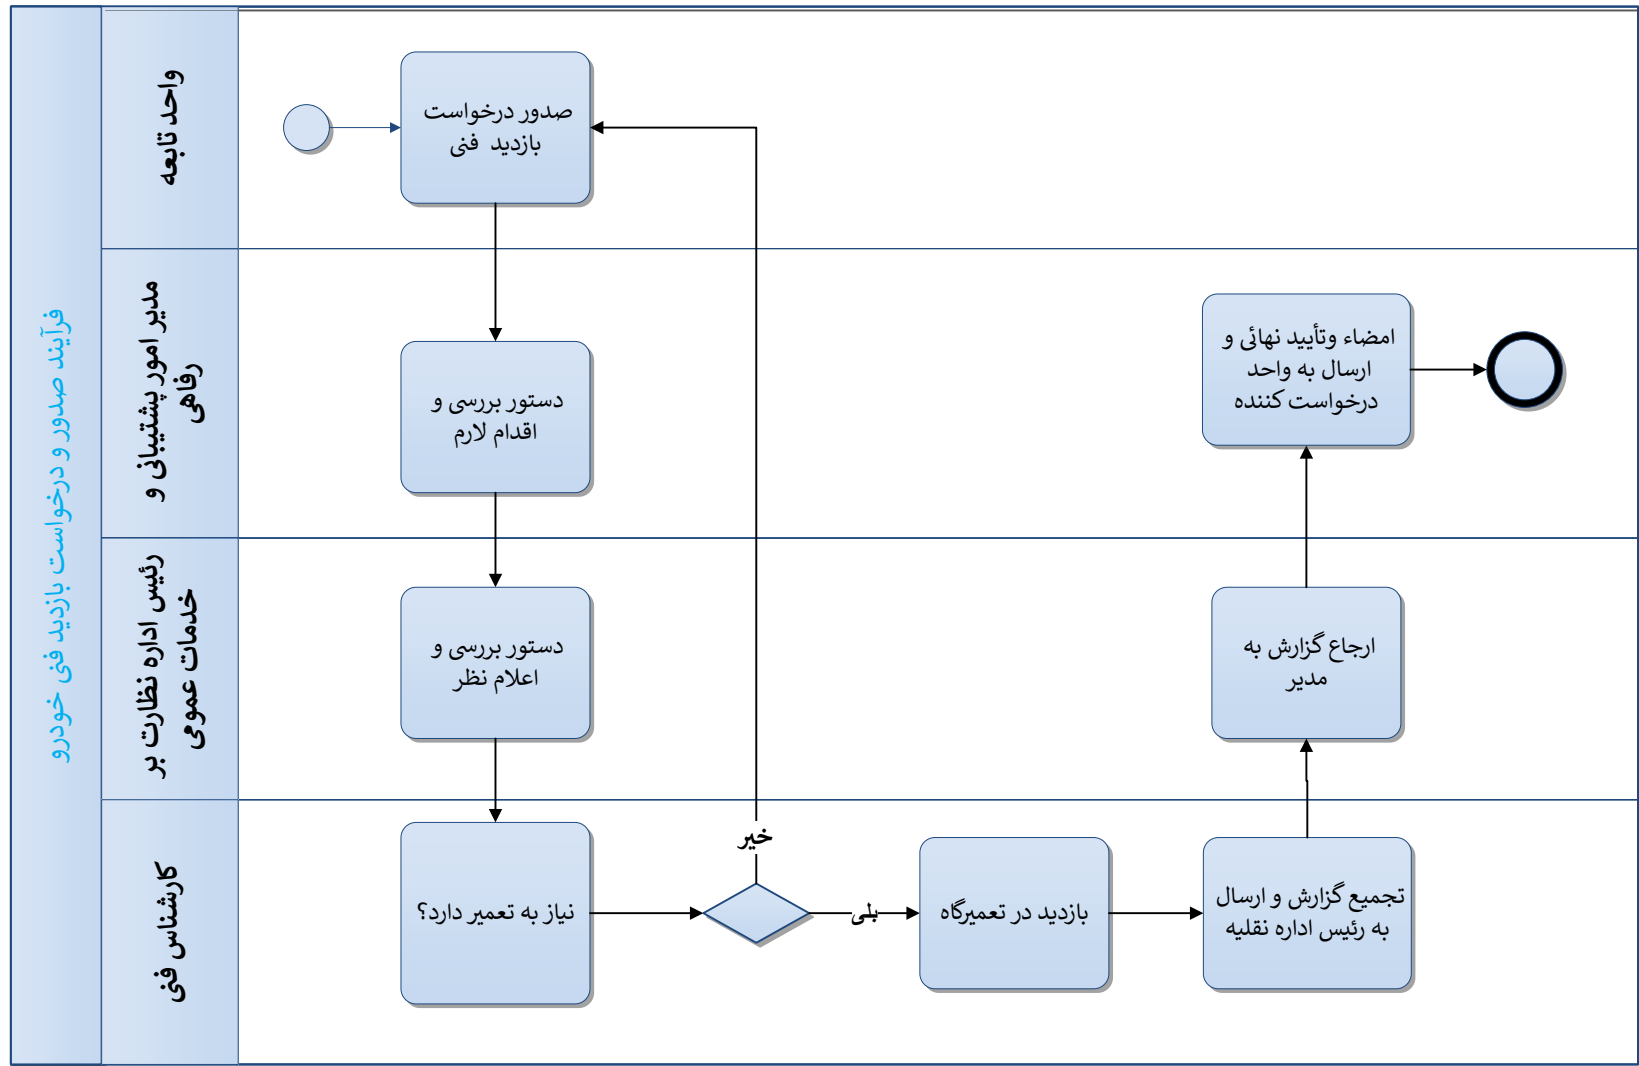 فرآیند صدور و درخواست بازدید فنی خودرو
واحد تابعه
صدور درخواست
بازدید فنی
مدیر امور پشتیبانی و
رفاهی
دستور بررسی و
اقدام لارم
امضاء وتأیید نهائی و
ارسال به واحد
درخواست کننده
رئیس اداره نظارت بر
خدمات عمومی
دستور بررسی و
اعلام نظر
ارجاع گزارش به
مدیر
کارشناس فنی
نیاز به تعمیر دارد؟
خیر
بلی
بازدید در تعمیرگاه
تجمیع گزارش و ارسال
به رئیس اداره نقلیه